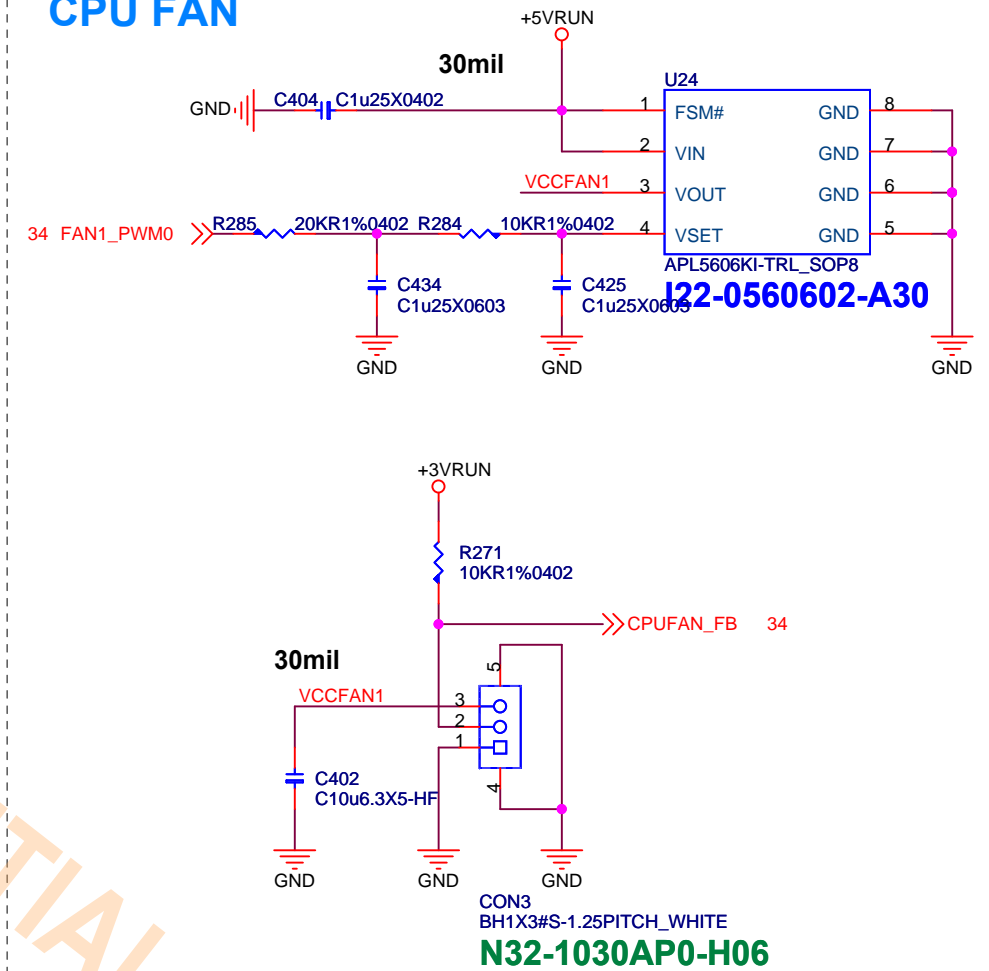 CPU FAN
+5VRUN
30mil
U24
GND C404 C1u25X0402
1 FSM# GND 8
2 VIN GND 7
VCCFAN1 3 VOUT GND 6
34 FAN1_PWM0 R285 20KR1%0402 R284 10KR1%0402 4 VSET GND 5
APL5606KI-TRL_SOP8
I22-0560602-A30
C434 C425
C1u25X0603 C1u25X0603
GND GND GND
+3VRUN
R271
10KR1%0402
CPUFAN_FB 34
30mil
5
VCCFAN1 3
2
1
C402 4
C10u6.3X5-HF
GND GND GND
CON3
BH1X3#S-1.25PITCH_WHITE
N32-1030AP0-H06
TIAL